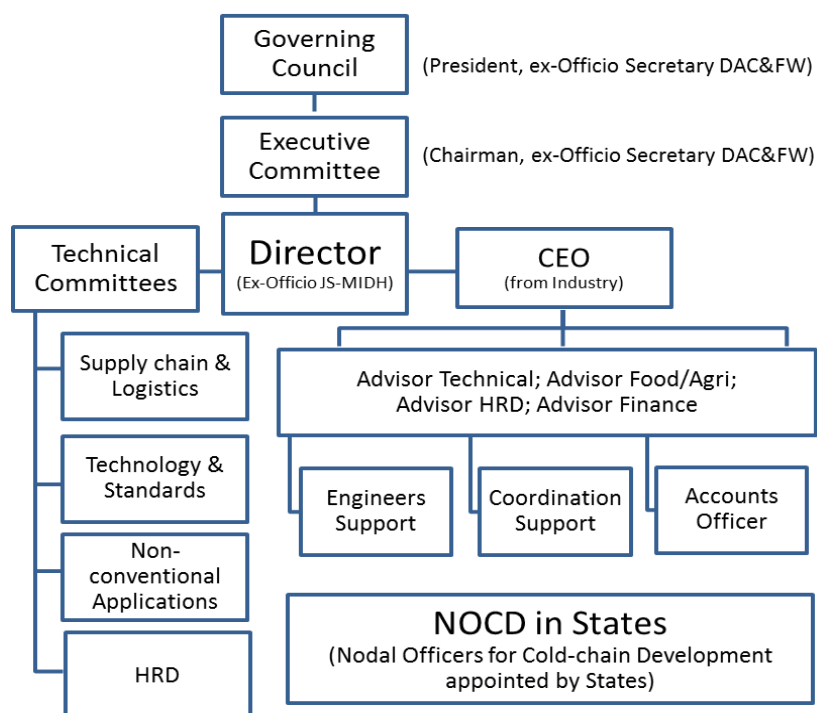 Governing
Council
(President, ex-Officio Secretary DAC&FW)
Executive
Committee
(Chairman, ex-Officio Secretary DAC&FW)
Technical
Committees
Director
(Ex-Officio JS-MIDH)
CEO
(from Industry)
Supply chain &
Logistics
Technology &
Standards
Non-
conventional
Applications
HRD
Advisor Technical; Advisor Food/Agri;
Advisor HRD; Advisor Finance
Engineers
Support
Coordination
Support
Accounts
Officer
NOCD in States
(Nodal Officers for Cold-chain Development
appointed by States)